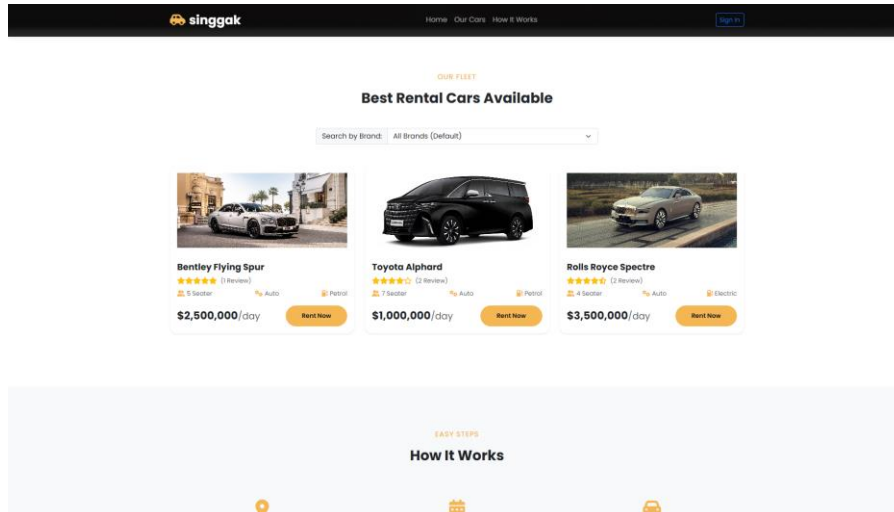 singgak
Home Our Cars How It Works
Sign In
OUR FLEET
Best Rental Cars Available
Search by Brand: All Brands (Default)
Bentley Flying Spur
(1 Review)
5 Seater Auto Petrol
$2,500,000/day Rent Now
Toyota Alphard
(2 Review)
7 Seater Auto Petrol
$1,000,000/day Rent Now
Rolls Royce Spectre
(2 Review)
4 Seater Auto Electric
$3,500,000/day Rent Now
EASY STEPS
How It Works